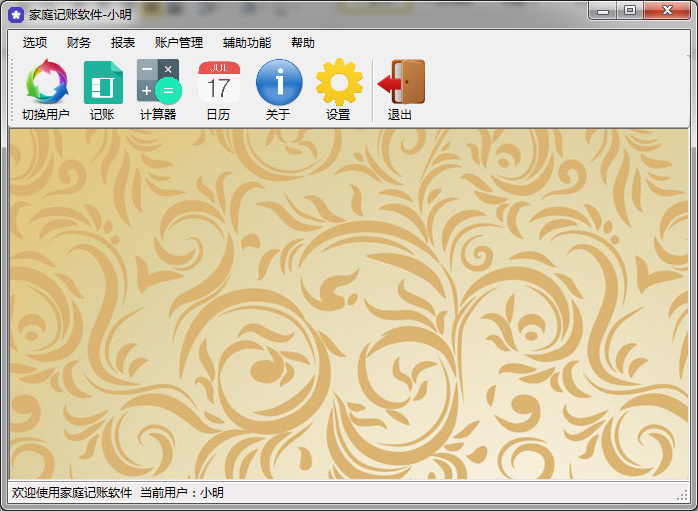 家庭记账软件-小明
选项 财务 报表 账户管理 辅助功能 帮助
JUL
17
切换用户 记账 计算器 日历 关于 设置 退出
欢迎使用家庭记账软件 当前用户：小明